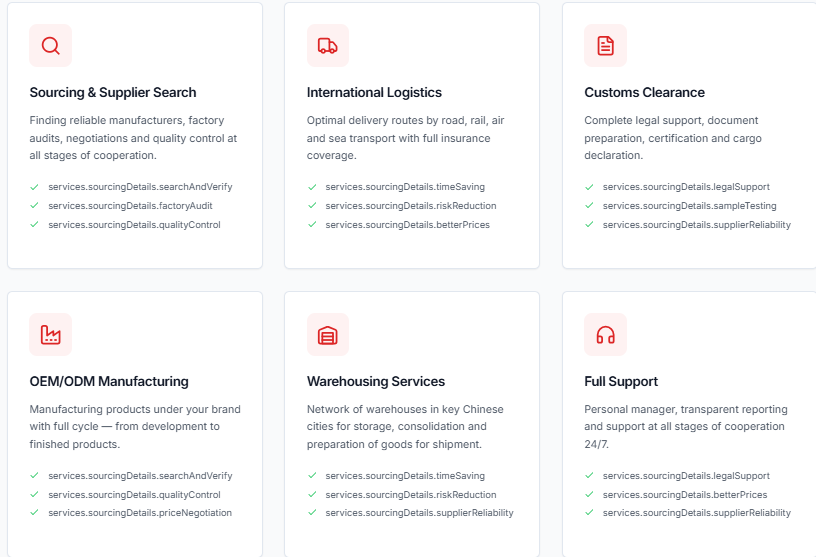 Sourcing & Supplier Search
Finding reliable manufacturers, factory
audits, negotiations and quality control at
all stages of cooperation.
services.sourcingDetails.searchAndVerify
services.sourcingDetails.factoryAudit
services.sourcingDetails.qualityControl
International Logistics
Optimal delivery routes by road, rail, air
and sea transport with full insurance
coverage.
services.sourcingDetails.timeSaving
services.sourcingDetails.riskReduction
services.sourcingDetails.betterPrices
Customs Clearance
Complete legal support, document
preparation, certification and cargo
declaration.
services.sourcingDetails.legalSupport
services.sourcingDetails.sampleTesting
services.sourcingDetails.supplierReliability
OEM/ODM Manufacturing
Manufacturing products under your brand
with full cycle — from development to
finished products.
services.sourcingDetails.searchAndVerify
services.sourcingDetails.qualityControl
services.sourcingDetails.priceNegotiation
Warehousing Services
Network of warehouses in key Chinese
cities for storage, consolidation and
preparation of goods for shipment.
services.sourcingDetails.timeSaving
services.sourcingDetails.riskReduction
services.sourcingDetails.supplierReliability
Full Support
Personal manager, transparent reporting
and support at all stages of cooperation
24/7.
services.sourcingDetails.legalSupport
services.sourcingDetails.betterPrices
services.sourcingDetails.supplierReliability